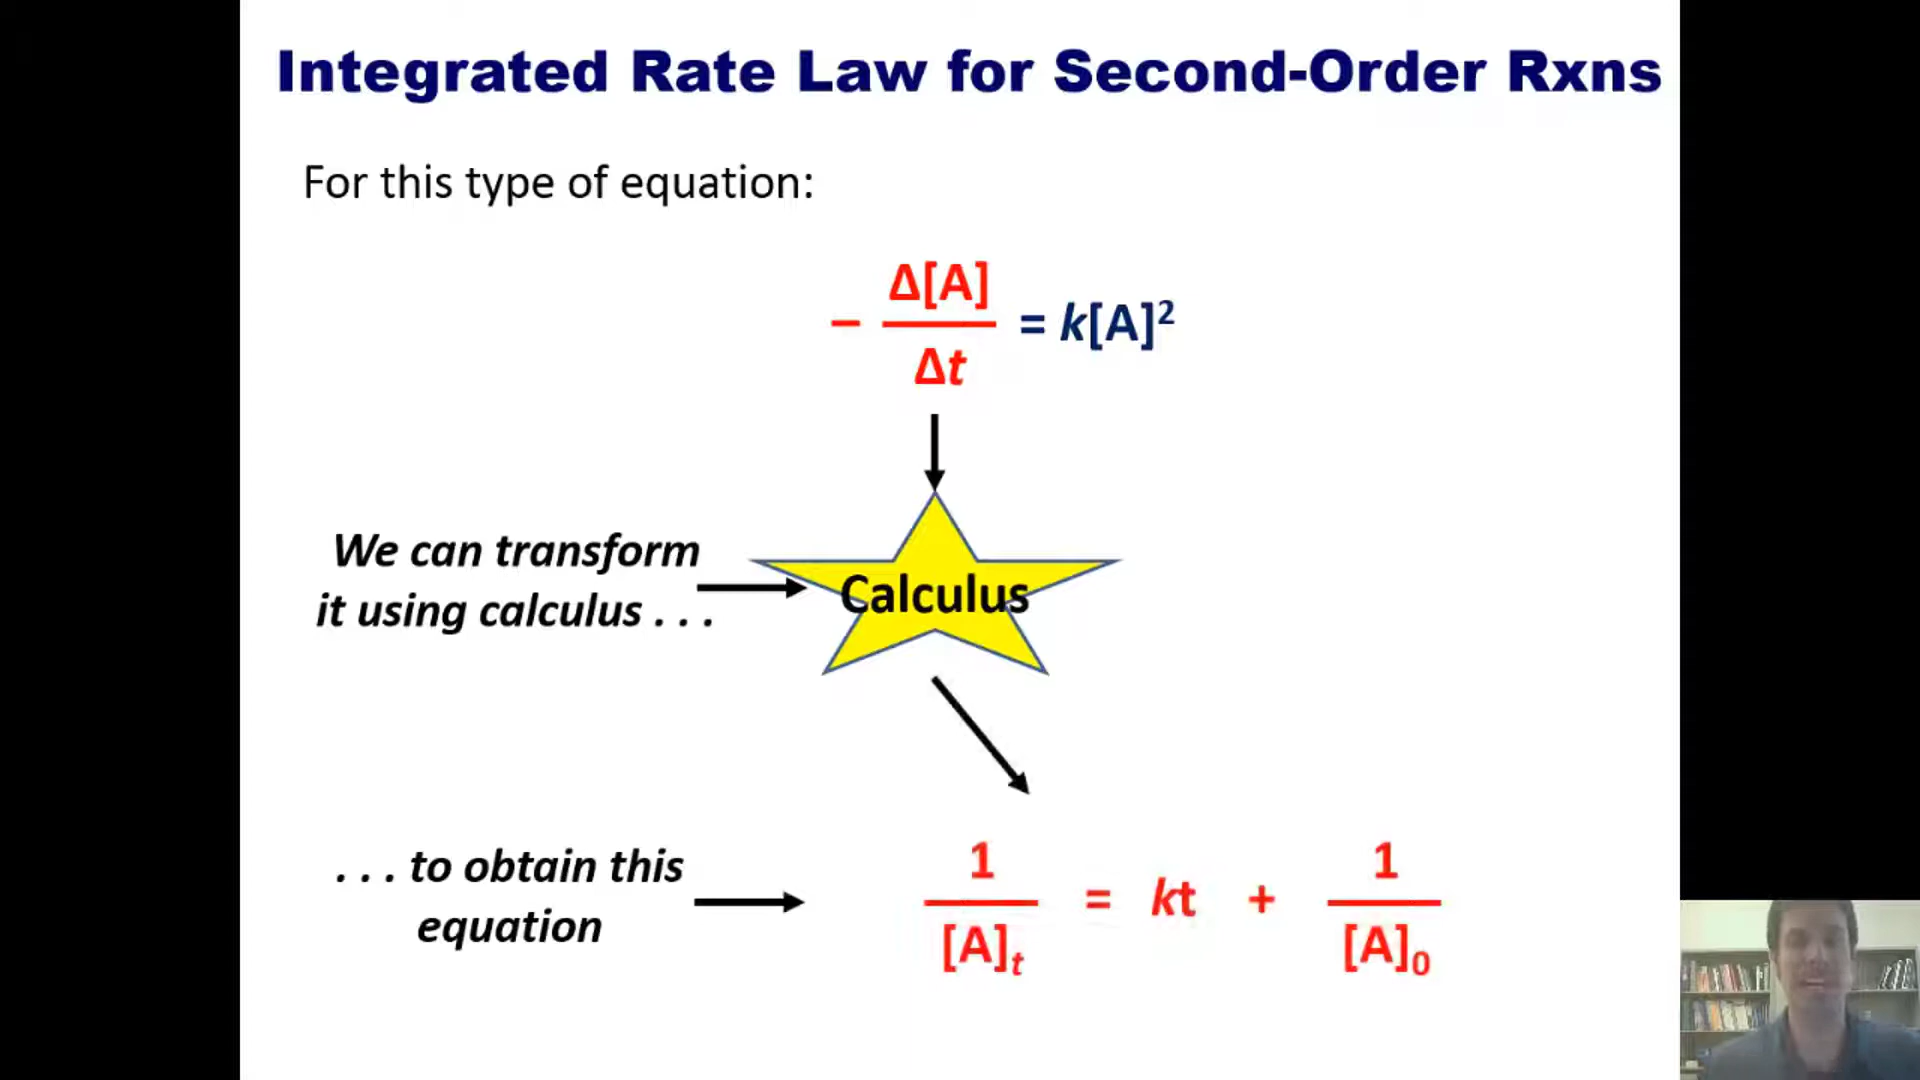 Integrated Rate Law for Second-Order Rxns
For this type of equation:
− Δ[A] / Δt = k[A]²
We can transform
it using calculus . . .
Calculus
. . . to obtain this
equation
1 / [A]ₜ = kt + 1 / [A]₀